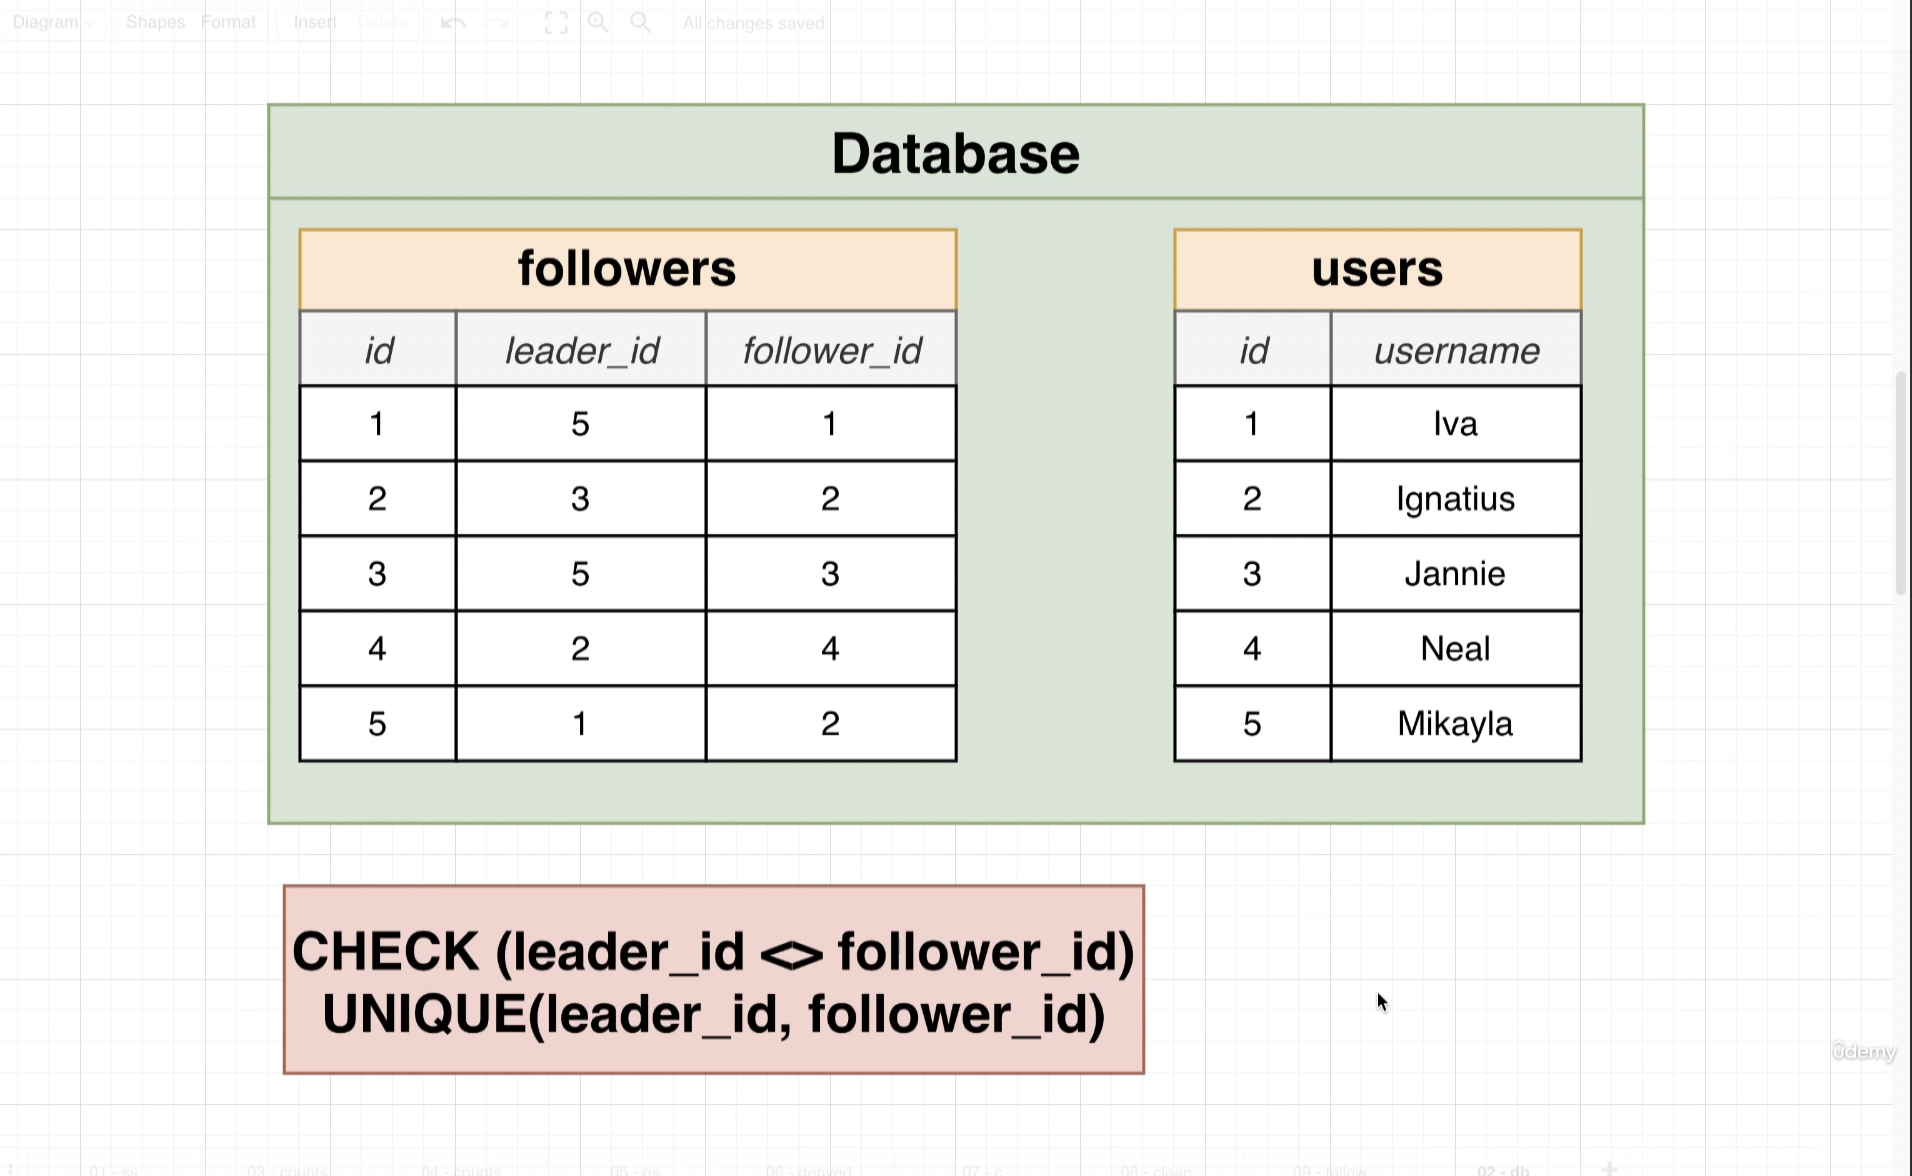 Diagram Shapes Format Insert Delete All changes saved
Database
followers
id leader_id follower_id
1 5 1
2 3 2
3 5 3
4 2 4
5 1 2
users
id username
1 Iva
2 Ignatius
3 Jannie
4 Neal
5 Mikayla
CHECK (leader_id <> follower_id)
UNIQUE(leader_id, follower_id)
ûdemy
01 - ss 03 - counts 04 - counts 05 - os 06 - derived 07 - c 08 - clean 09 - follow 02 - db